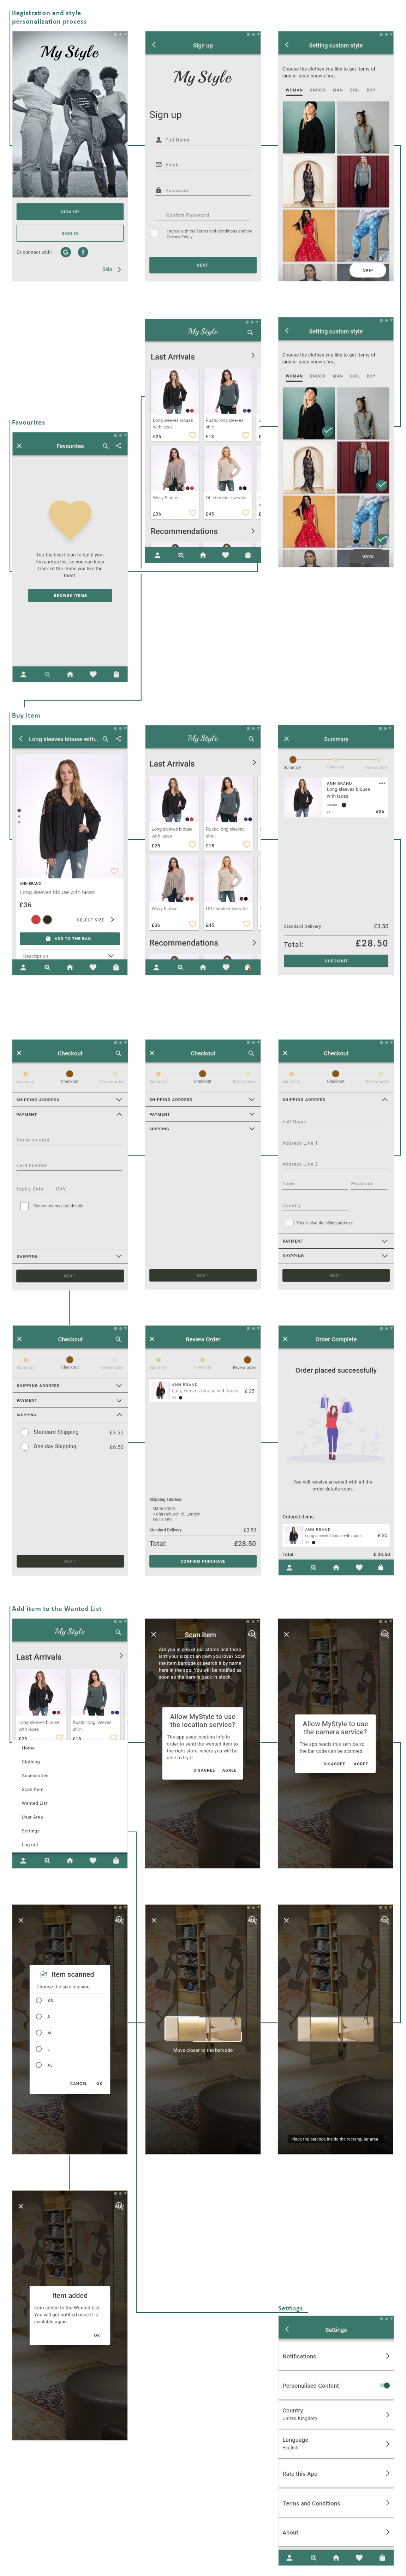 Registration and style
personalization process
My Style
SIGN UP
SIGN IN
Or connect with:
G
f
Skip
Sign up
My Style
Sign up
Full Name
Email
Password
Confirm Password
I agree with the Terms and Conditions and the
Privacy Policy
NEXT
Setting custom style
Choose the clothes you like to get items of
similar taste shown first.
WOMAN UNISEX MAN GIRL BOY
SKIP
Setting custom style
Choose the clothes you like to get items of
similar taste shown first.
WOMAN UNISEX MAN GIRL BOY
SAVE
My Style
Last Arrivals
Long sleeves blouse
with laces
£25
Rustic long sleeves
shirt
£18
L
£
Wavy Blouse
£36
Off shoulder sweater
£45
L
£
Recommendations
Favourites
Favourites
Tap the heart icon to build your
Favourites list, so you can keep
track of the items you like the
most.
BROWSE ITEMS
Buy item
Long sleeves blouse with..
ANN BRAND
Long sleeves blouse with laces
£36
SELECT SIZE
ADD TO THE BAG
Description
My Style
Last Arrivals
Long sleeves blouse
with laces
£25
Rustic long sleeves
shirt
£18
L
£
Wavy Blouse
£36
Off shoulder sweater
£45
L
£
Recommendations
Summary
Summary Checkout Review order
ANN BRAND
Long sleeves blouse
with laces
Colour
x1
£25
Standard Delivery £3.50
Total: £28.50
CHECKOUT
Checkout
Summary Checkout Review order
SHIPPING ADDRESS
PAYMENT
Name on card
Card number
Expiry Date CVV
Remember my card details
SHIPPING
NEXT
Checkout
Summary Checkout Review order
SHIPPING ADDRESS
PAYMENT
SHIPPING
NEXT
Checkout
Summary Checkout Review order
SHIPPING ADDRESS
Full Name
Address Line 1
Address Line 2
Town Postcode
Country
This is also the billing address
PAYMENT
SHIPPING
NEXT
Checkout
Summary Checkout Review order
SHIPPING ADDRESS
PAYMENT
SHIPPING
Standard Shipping £3.50
One day Shipping £6.50
NEXT
Review Order
Summary Checkout Review order
ANN BRAND
Long sleeves blouse with laces £ 25
x1
Shipping address:
Marie Smith
4 Christchurch St, London
Standard Delivery £3.50
Total: £28.50
CONFIRM PURCHASE
Order Complete
Order placed successfully
You will receive an email with all the
order details soon.
Ordered Items:
ANN BRAND
Long sleeves blouse with laces £ 25
x1
Total: £ 28.50
Add item to the Wanted List
My Style
Last Arrivals
Long sleeves blouse
with laces
£25
Rustic long sleeves
shirt
£18
L
Home
Clothing
Accessories
Scan item
Wanted List
User Area
Settings
Log out
Scan item
Are you in one of our stores and there
isn't your size of an item you love? Scan
the item barcode or search it by name
here in the app. You will be notified as
soon as the item is back in stock.
Allow MyStyle to use
the location service?
The app uses location info in
order to send the wanted item to
the right store, where you will be
able to try it.
DISAGREE AGREE
Allow MyStyle to use
the camera service?
The app needs this service so
the bar code can be scanned.
DISAGREE AGREE
Item scanned
Choose the size missing:
XS
S
M
L
XL
CANCEL OK
Move closer to the barcode
Place the barcode inside the rectangular area.
Item added
Item added to the Wanted List.
You will get notified once it is
available again.
OK
Settings
Settings
Notifications
Personalised Content
Country
United Kingdom
Language
English
Rate this App
Terms and Conditions
About